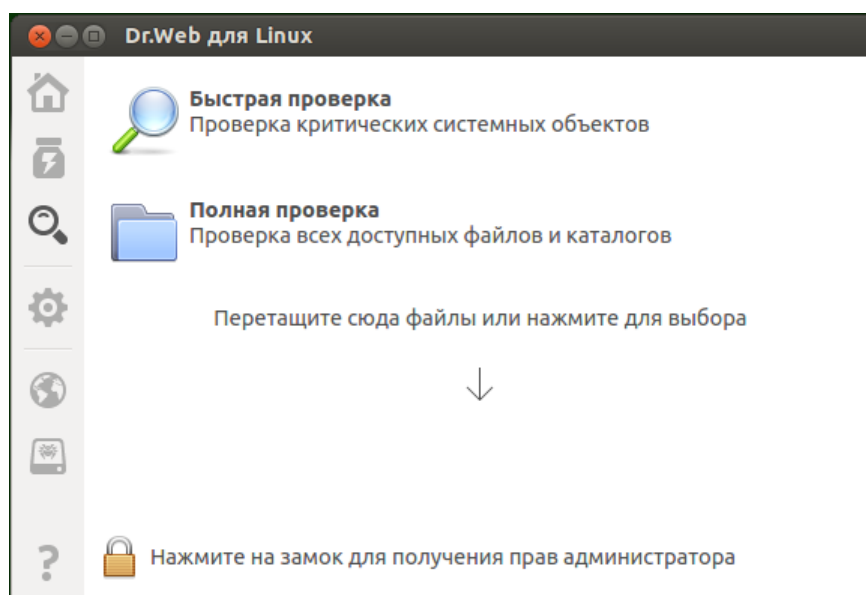 Dr.Web для Linux
Быстрая проверка
Проверка критических системных объектов
Полная проверка
Проверка всех доступных файлов и каталогов
Перетащите сюда файлы или нажмите для выбора
Нажмите на замок для получения прав администратора